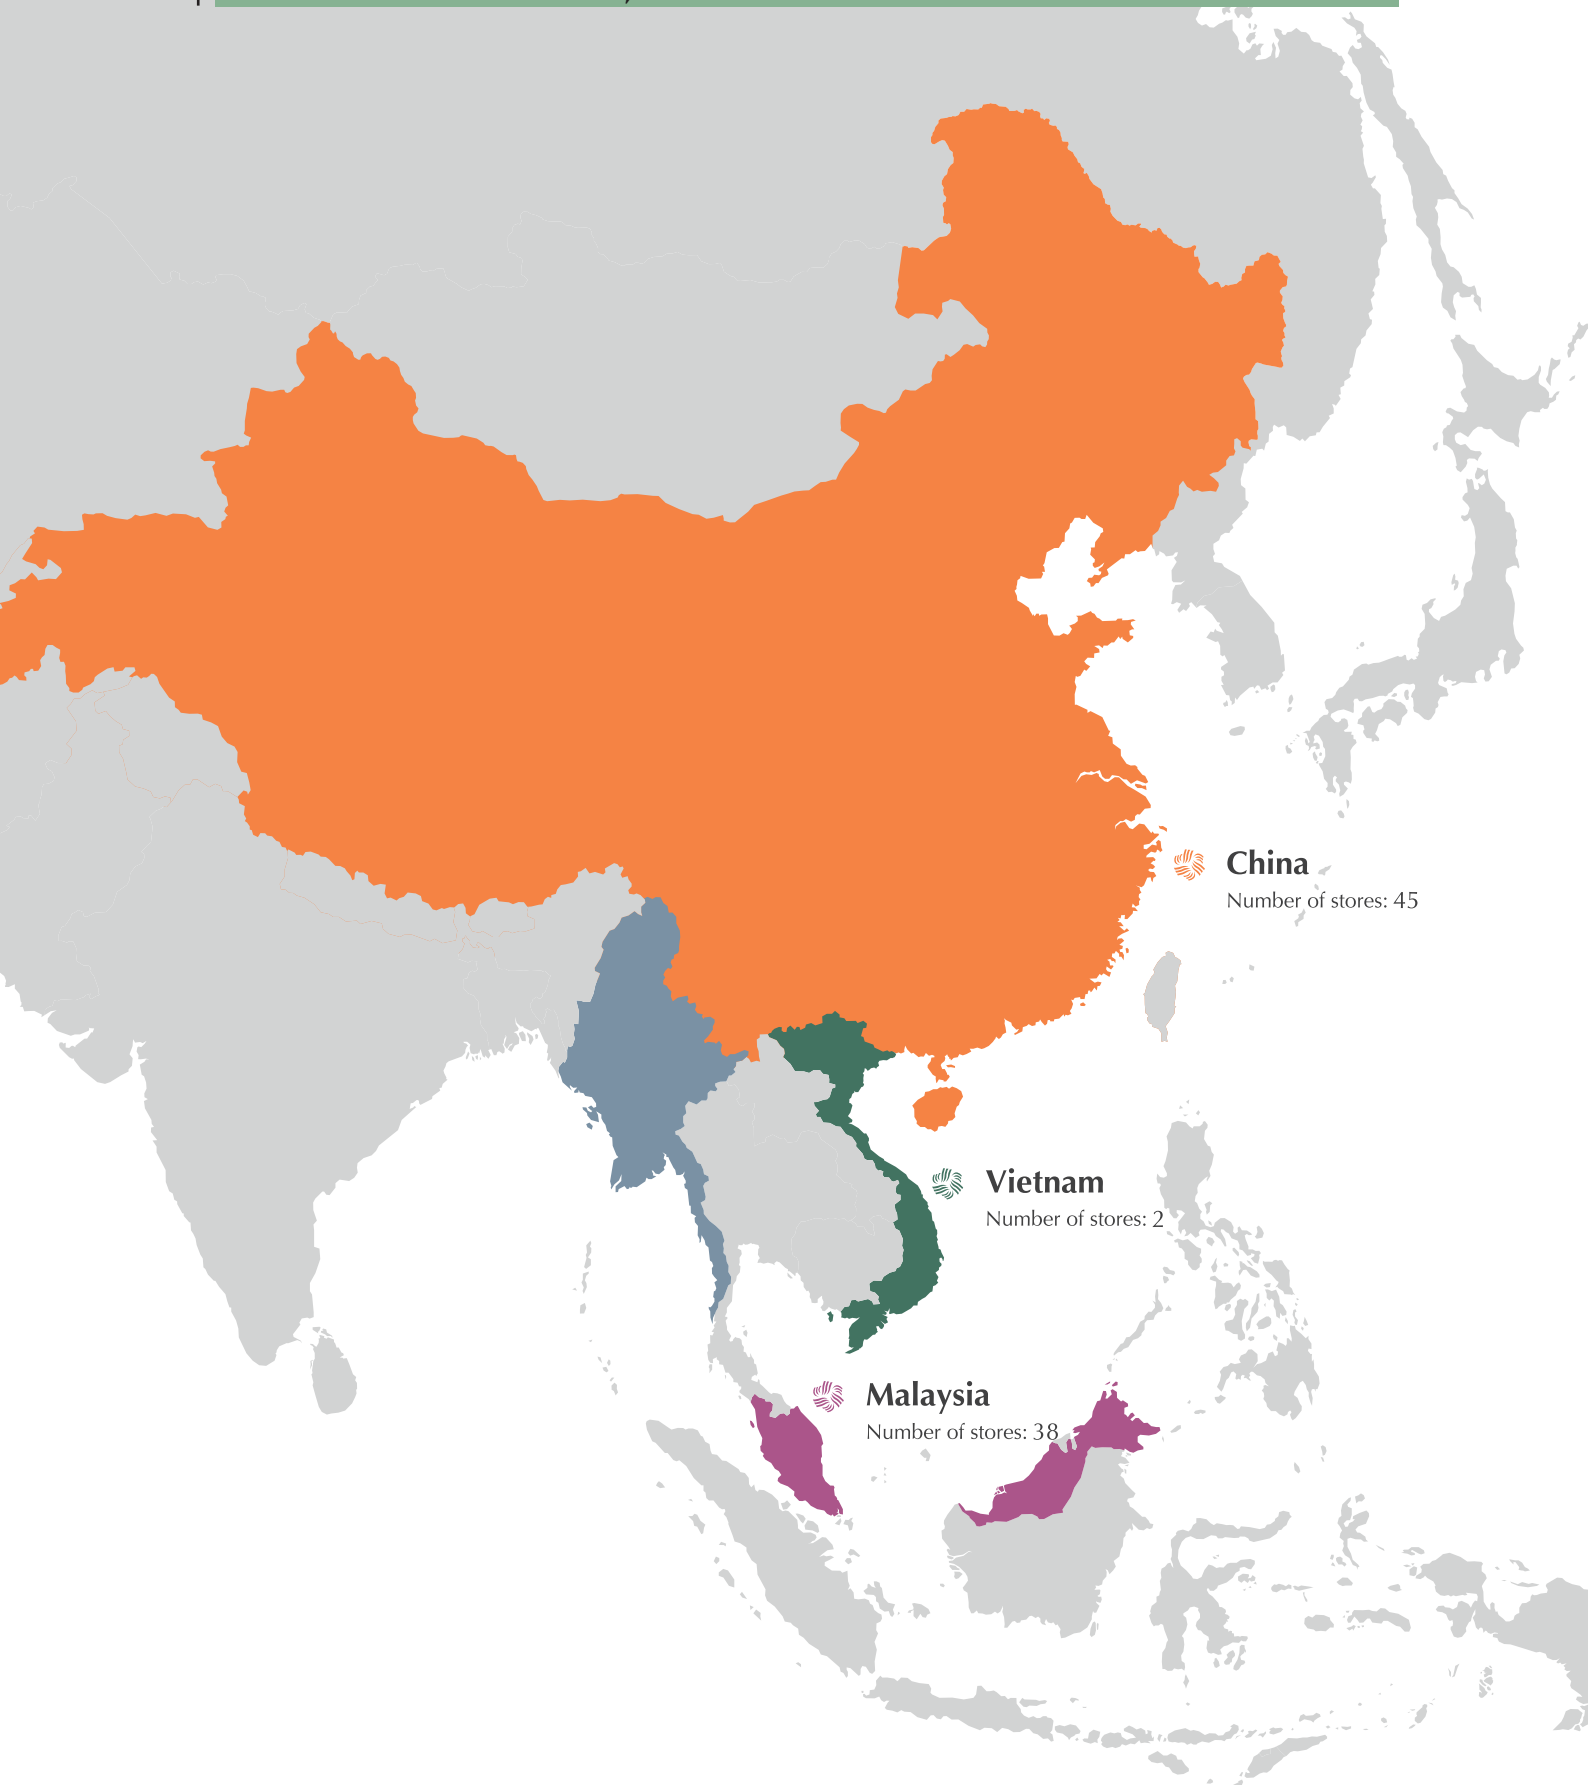 China
Number of stores: 45
Vietnam
Number of stores: 2
Malaysia
Number of stores: 38